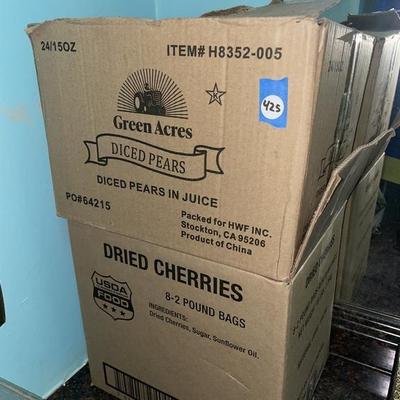 24/15OZ
ITEM# H8352-005
K
425
Green Acres
DICED PEARS
DICED PEARS IN JUICE
PO#64215
Packed for HWF INC.
Stockton, CA 95206
Product of China
DRIED CHERRIES
8-2 POUND BAGS
USDA
FOOD
INGREDIENTS:
Dried Cherries, Sugar, Sunflower Oil.